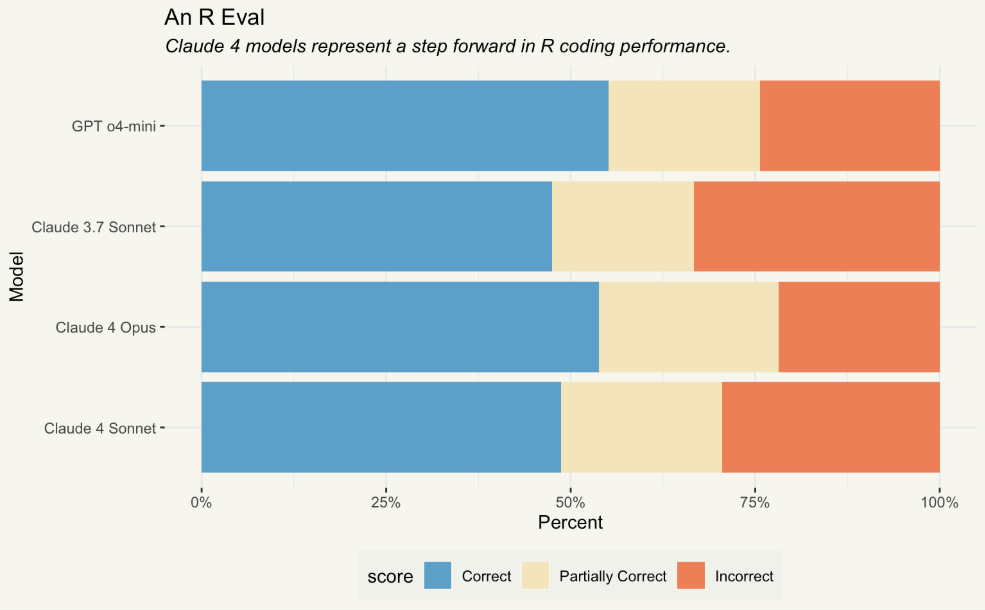 An R Eval
Claude 4 models represent a step forward in R coding performance.
Model
GPT o4-mini
Claude 3.7 Sonnet
Claude 4 Opus
Claude 4 Sonnet
0% 25% 50% 75% 100%
Percent
score Correct Partially Correct Incorrect